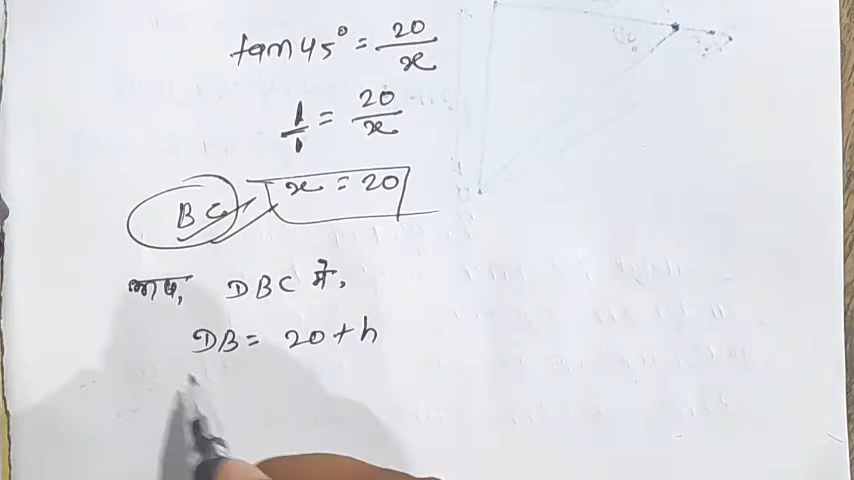 tan 45° = 20/x
1/1 = 20/x
BC x = 20
अब, DBC में,
DB = 20 + h